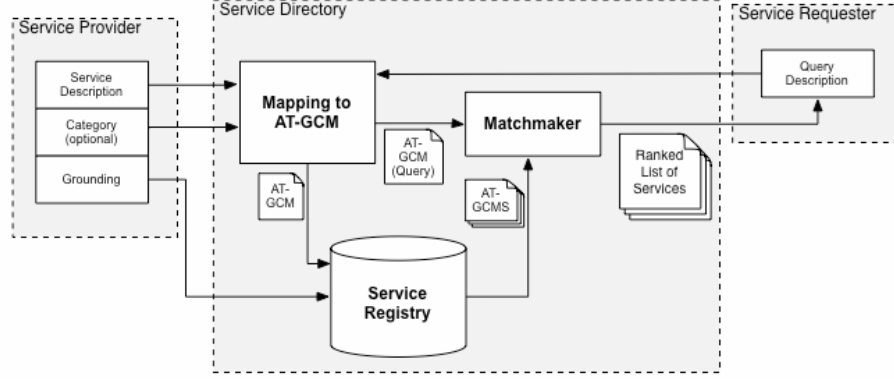 Service Provider
Service
Description
Category
(optional)
Grounding
Service Directory
Mapping to
AT-GCM
AT-
GCM
AT-
GCM
(Query)
Matchmaker
AT-
GCMS
Service
Registry
Ranked
List of
Services
Service Requester
Query
Description